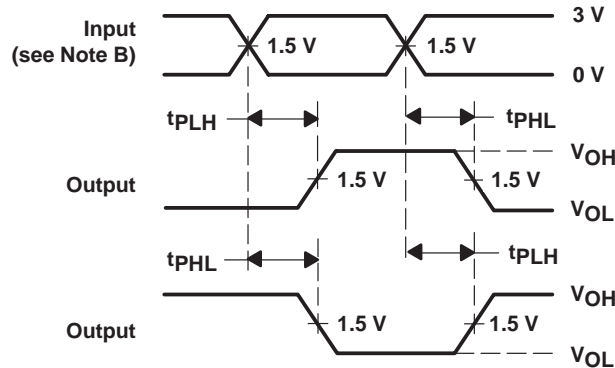 Input
(see Note B)
1.5 V
1.5 V
3 V
0 V
tPLH
tPHL
Output
1.5 V
1.5 V
VOH
VOL
tPHL
tPLH
Output
1.5 V
1.5 V
VOH
VOL